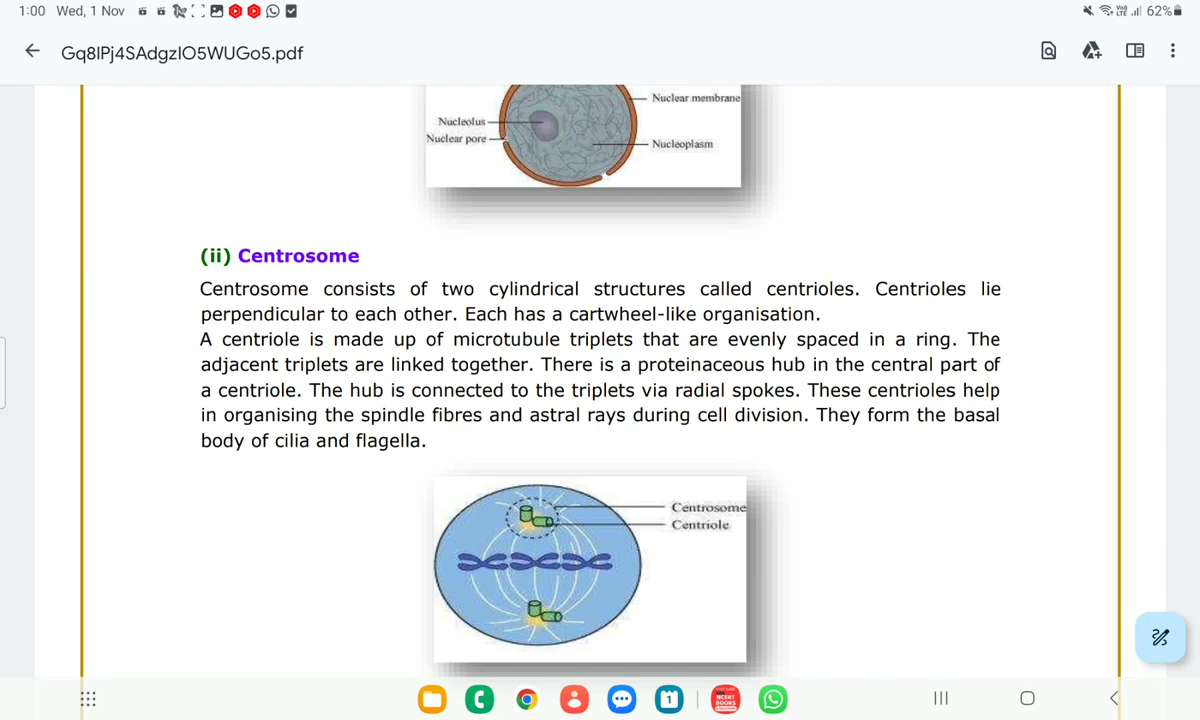 1:00 Wed, 1 Nov
62%
Gq8IPj4SAdgzIO5WUGo5.pdf
Nuclear membrane
Nucleolus
Nuclear pore
Nucleoplasm
(ii) Centrosome
Centrosome consists of two cylindrical structures called centrioles. Centrioles lie
perpendicular to each other. Each has a cartwheel-like organisation.
A centriole is made up of microtubule triplets that are evenly spaced in a ring. The
adjacent triplets are linked together. There is a proteinaceous hub in the central part of
a centriole. The hub is connected to the triplets via radial spokes. These centrioles help
in organising the spindle fibres and astral rays during cell division. They form the basal
body of cilia and flagella.
Centrosome
Centriole
1
NCERT
BOOKS